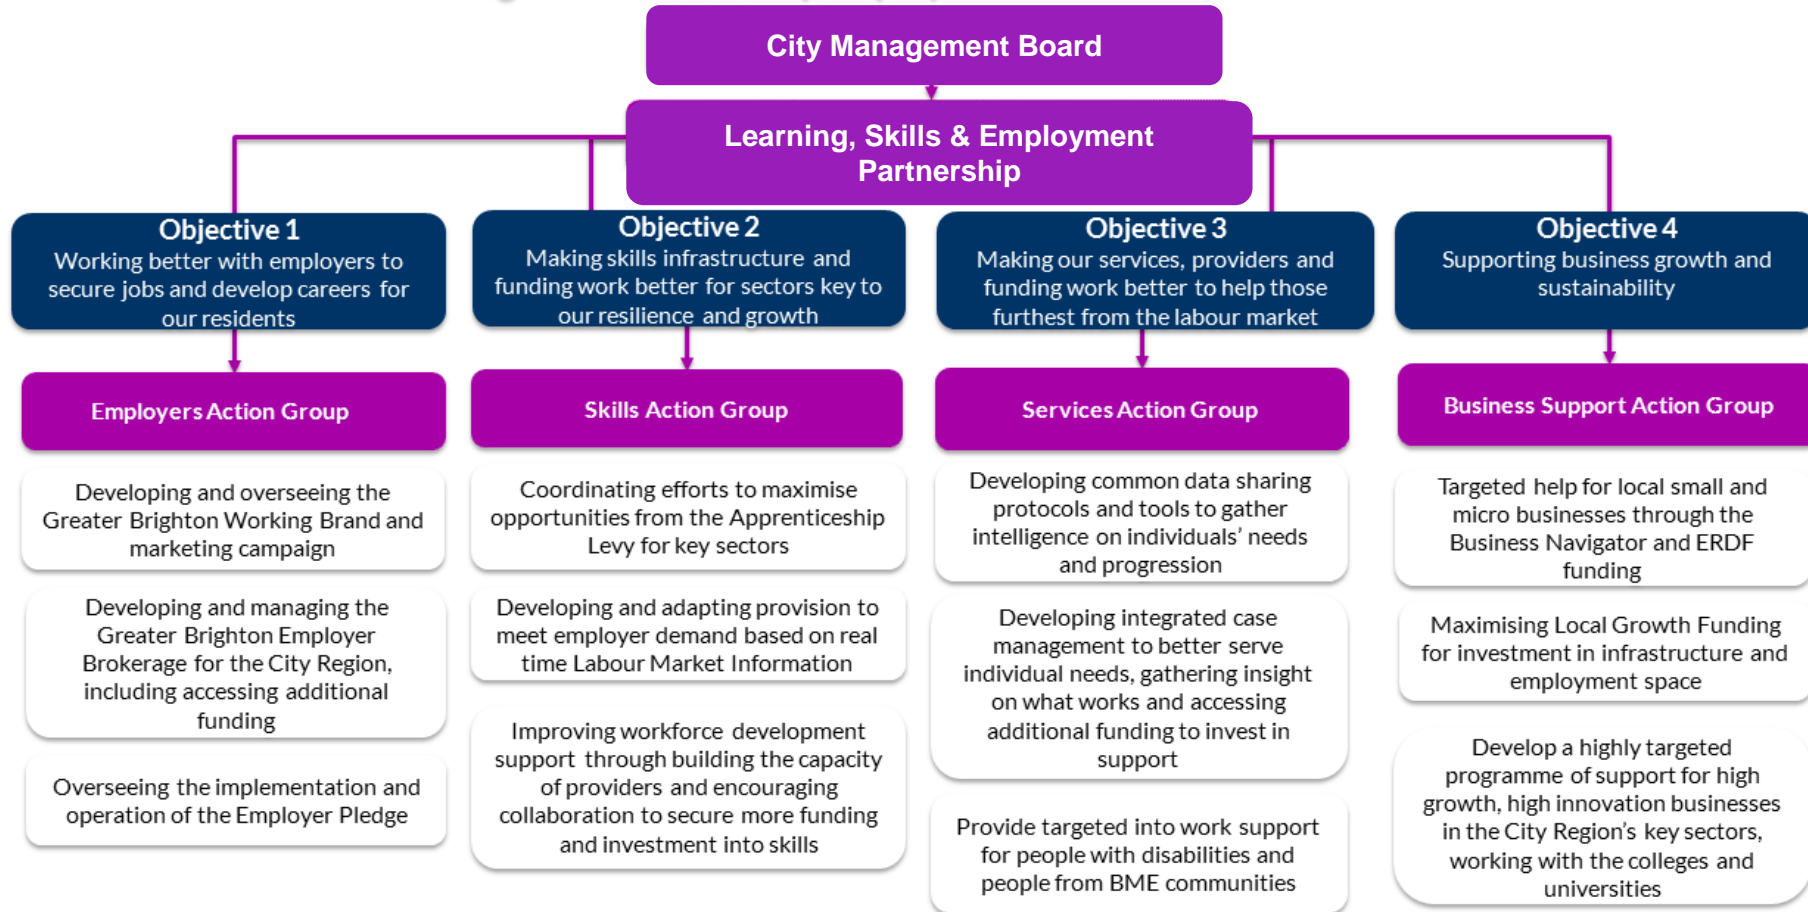 City Management Board
Learning, Skills & Employment
Partnership
Objective 1
Working better with employers to
secure jobs and develop careers for
our residents
Objective 2
Making skills infrastructure and
funding work better for sectors key to
our resilience and growth
Objective 3
Making our services, providers and
funding work better to help those
furthest from the labour market
Objective 4
Supporting business growth and
sustainability
Employers Action Group
Skills Action Group
Services Action Group
Business Support Action Group
Developing and overseeing the
Greater Brighton Working Brand and
marketing campaign
Developing and managing the
Greater Brighton Employer
Brokerage for the City Region,
including accessing additional
funding
Overseeing the implementation and
operation of the Employer Pledge
Coordinating efforts to maximise
opportunities from the Apprenticeship
Levy for key sectors
Developing and adapting provision to
meet employer demand based on real
time Labour Market Information
Improving workforce development
support through building the capacity
of providers and encouraging
collaboration to secure more funding
and investment into skills
Developing common data sharing
protocols and tools to gather
intelligence on individuals’ needs
and progression
Developing integrated case
management to better serve
individual needs, gathering insight
on what works and accessing
additional funding to invest in
support
Provide targeted into work support
for people with disabilities and
people from BME communities
Targeted help for local small and
micro businesses through the
Business Navigator and ERDF
funding
Maximising Local Growth Funding
for investment in infrastructure and
employment space
Develop a highly targeted
programme of support for high
growth, high innovation businesses
in the City Region’s key sectors,
working with the colleges and
universities